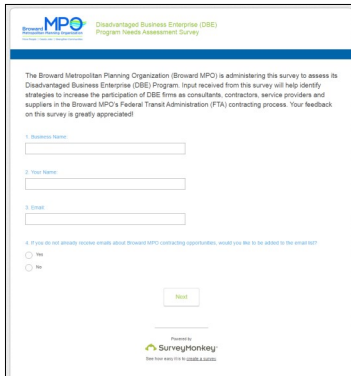 Broward MPO
Metropolitan Planning Organization
Disadvantaged Business Enterprise (DBE)
Program Needs Assessment Survey
The Broward Metropolitan Planning Organization (Broward MPO) is administering this survey to assess its
Disadvantaged Business Enterprise (DBE) Program. Input received from this survey will help identify
strategies to increase the participation of DBE firms as consultants, contractors, service providers and
suppliers in the Broward MPO's Federal Transit Administration (FTA) contracting process. Your feedback
on this survey is greatly appreciated!
1. Business Name:
2. Your Name:
3. Email:
4. If you do not already receive emails about Broward MPO contracting opportunities, would you like to be added to the email list?
Yes
No
Next
Powered by
SurveyMonkey
See how easy it is to create a survey.